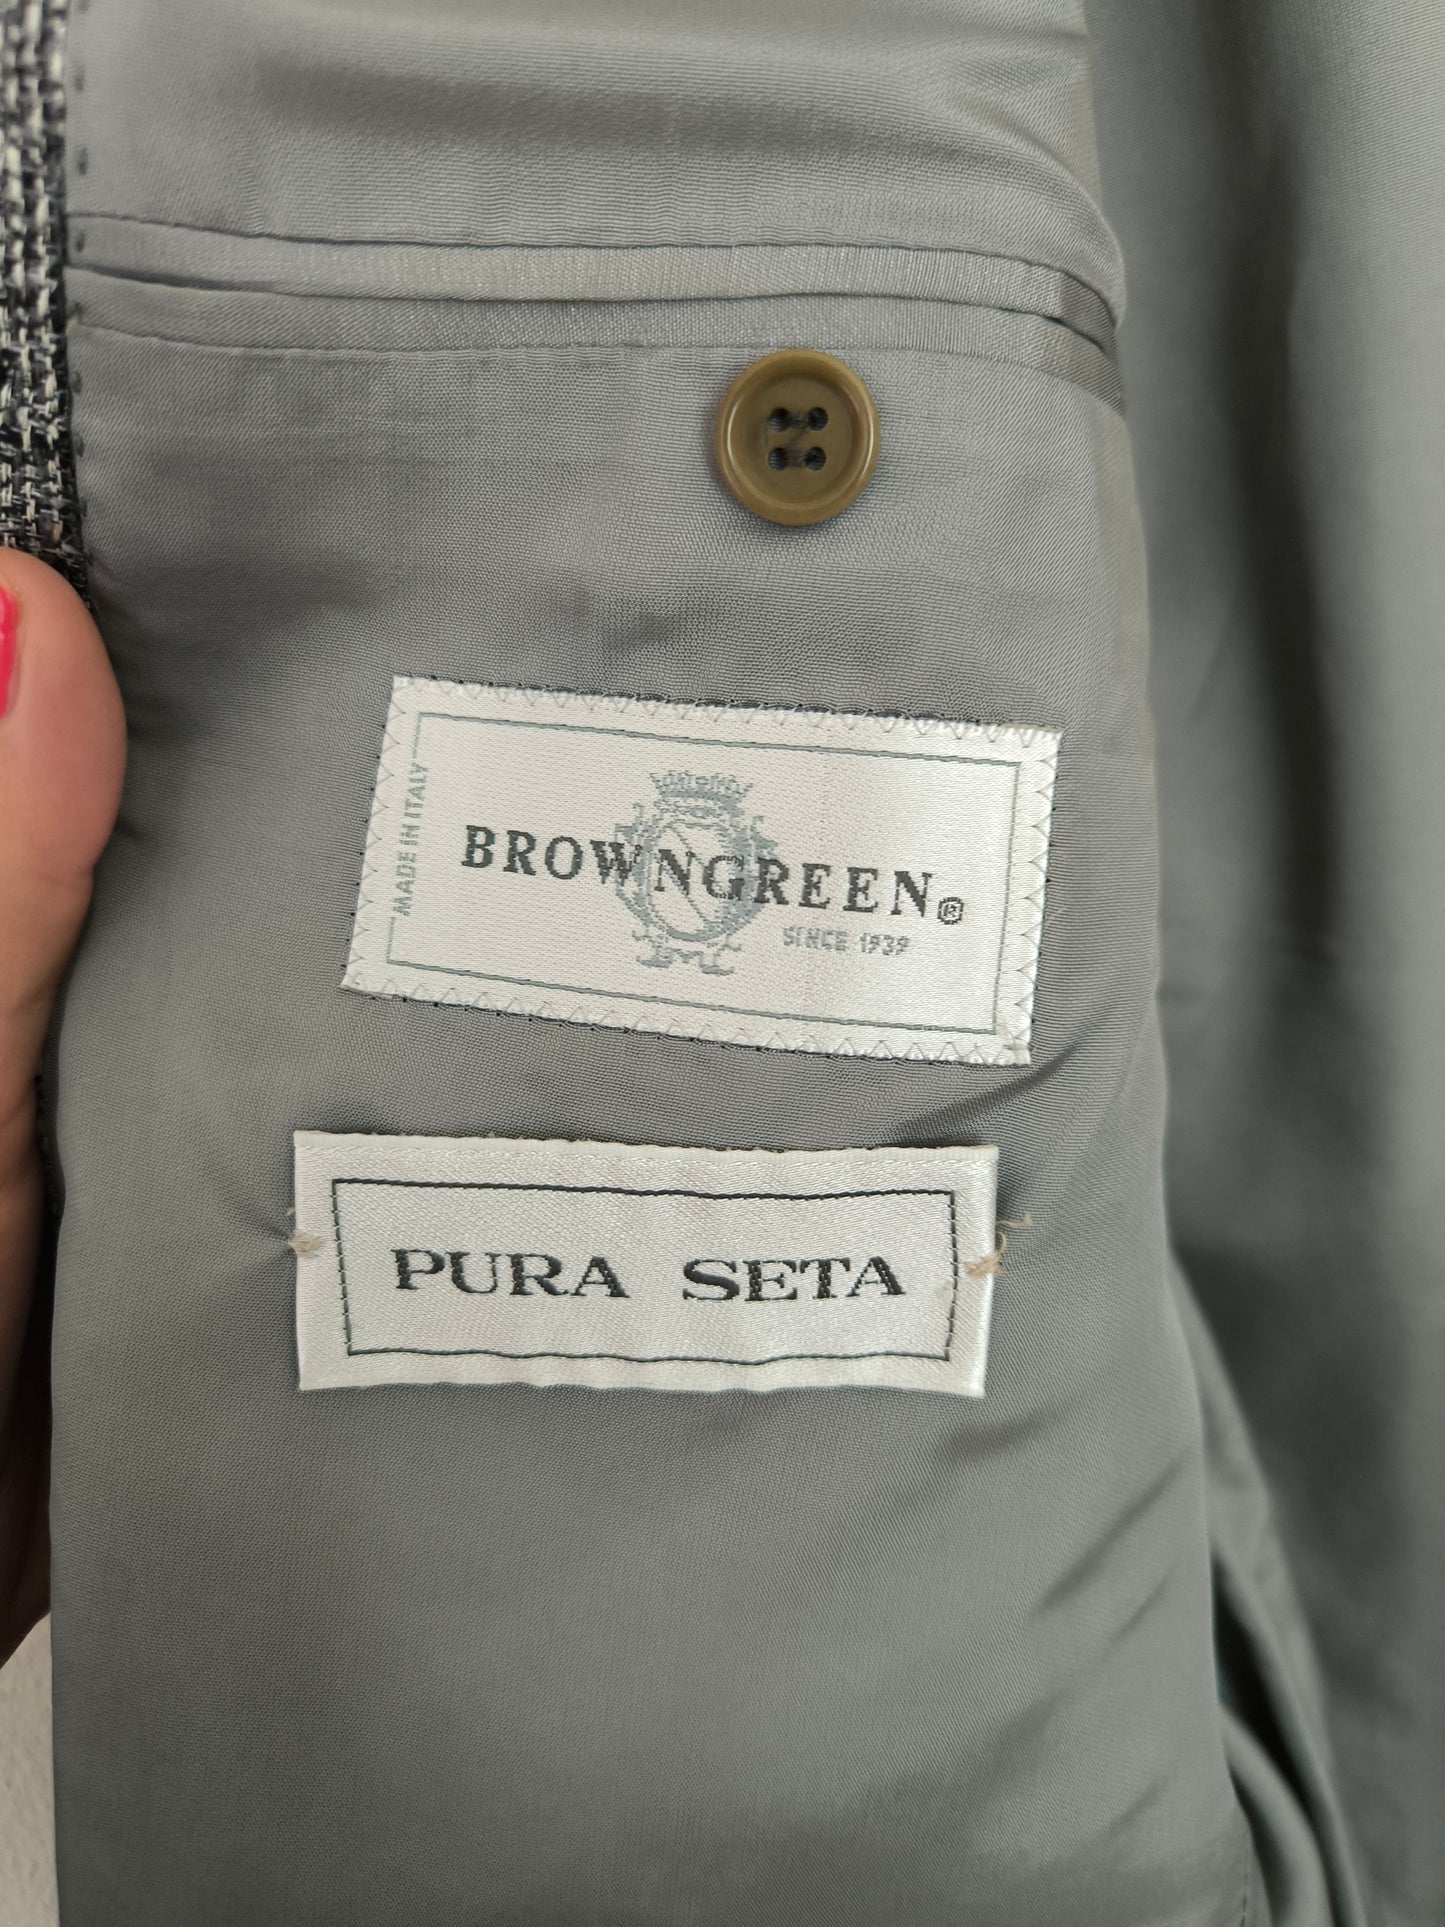 MADE IN ITALY
BROWNGREEN®
SINCE 1939
PURA SETA